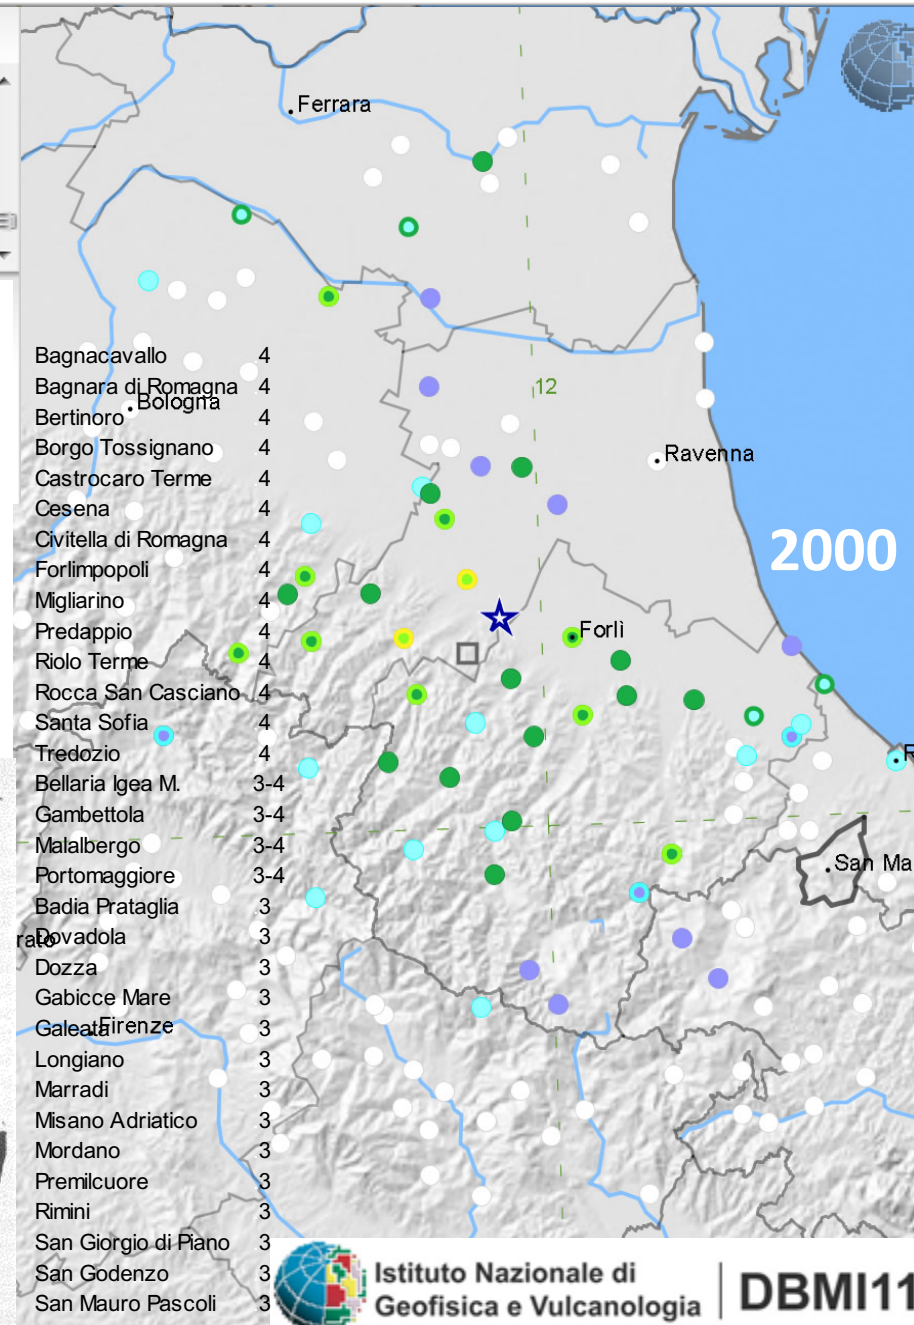 Ferrara
Bagnacavallo 4
Bagnara di Romagna 4
12
Bologna
Bertinoro 4
Borgo Tossignano 4
Ravenna
Castrocaro Terme 4
Cesena 4
Civitella di Romagna 4
2000
Forlimpopoli 4
Migliarino 4
Predappio 4
Forlì
Riolo Terme 4
Rocca San Casciano 4
Santa Sofia 4
Tredozio 4
R
Bellaria Igea M. 3-4
Gambettola 3-4
Malalbergo 3-4
San Ma
Portomaggiore 3-4
Badia Prataglia 3
rato
Dovadola 3
Dozza 3
Gabicce Mare 3
Galeata 3
Firenze
Longiano 3
Marradi 3
Misano Adriatico 3
Mordano 3
Premilcuore 3
Rimini 3
San Giorgio di Piano 3
San Godenzo 3
San Mauro Pascoli 3
Istituto Nazionale di
Geofisica e Vulcanologia
DBMI11